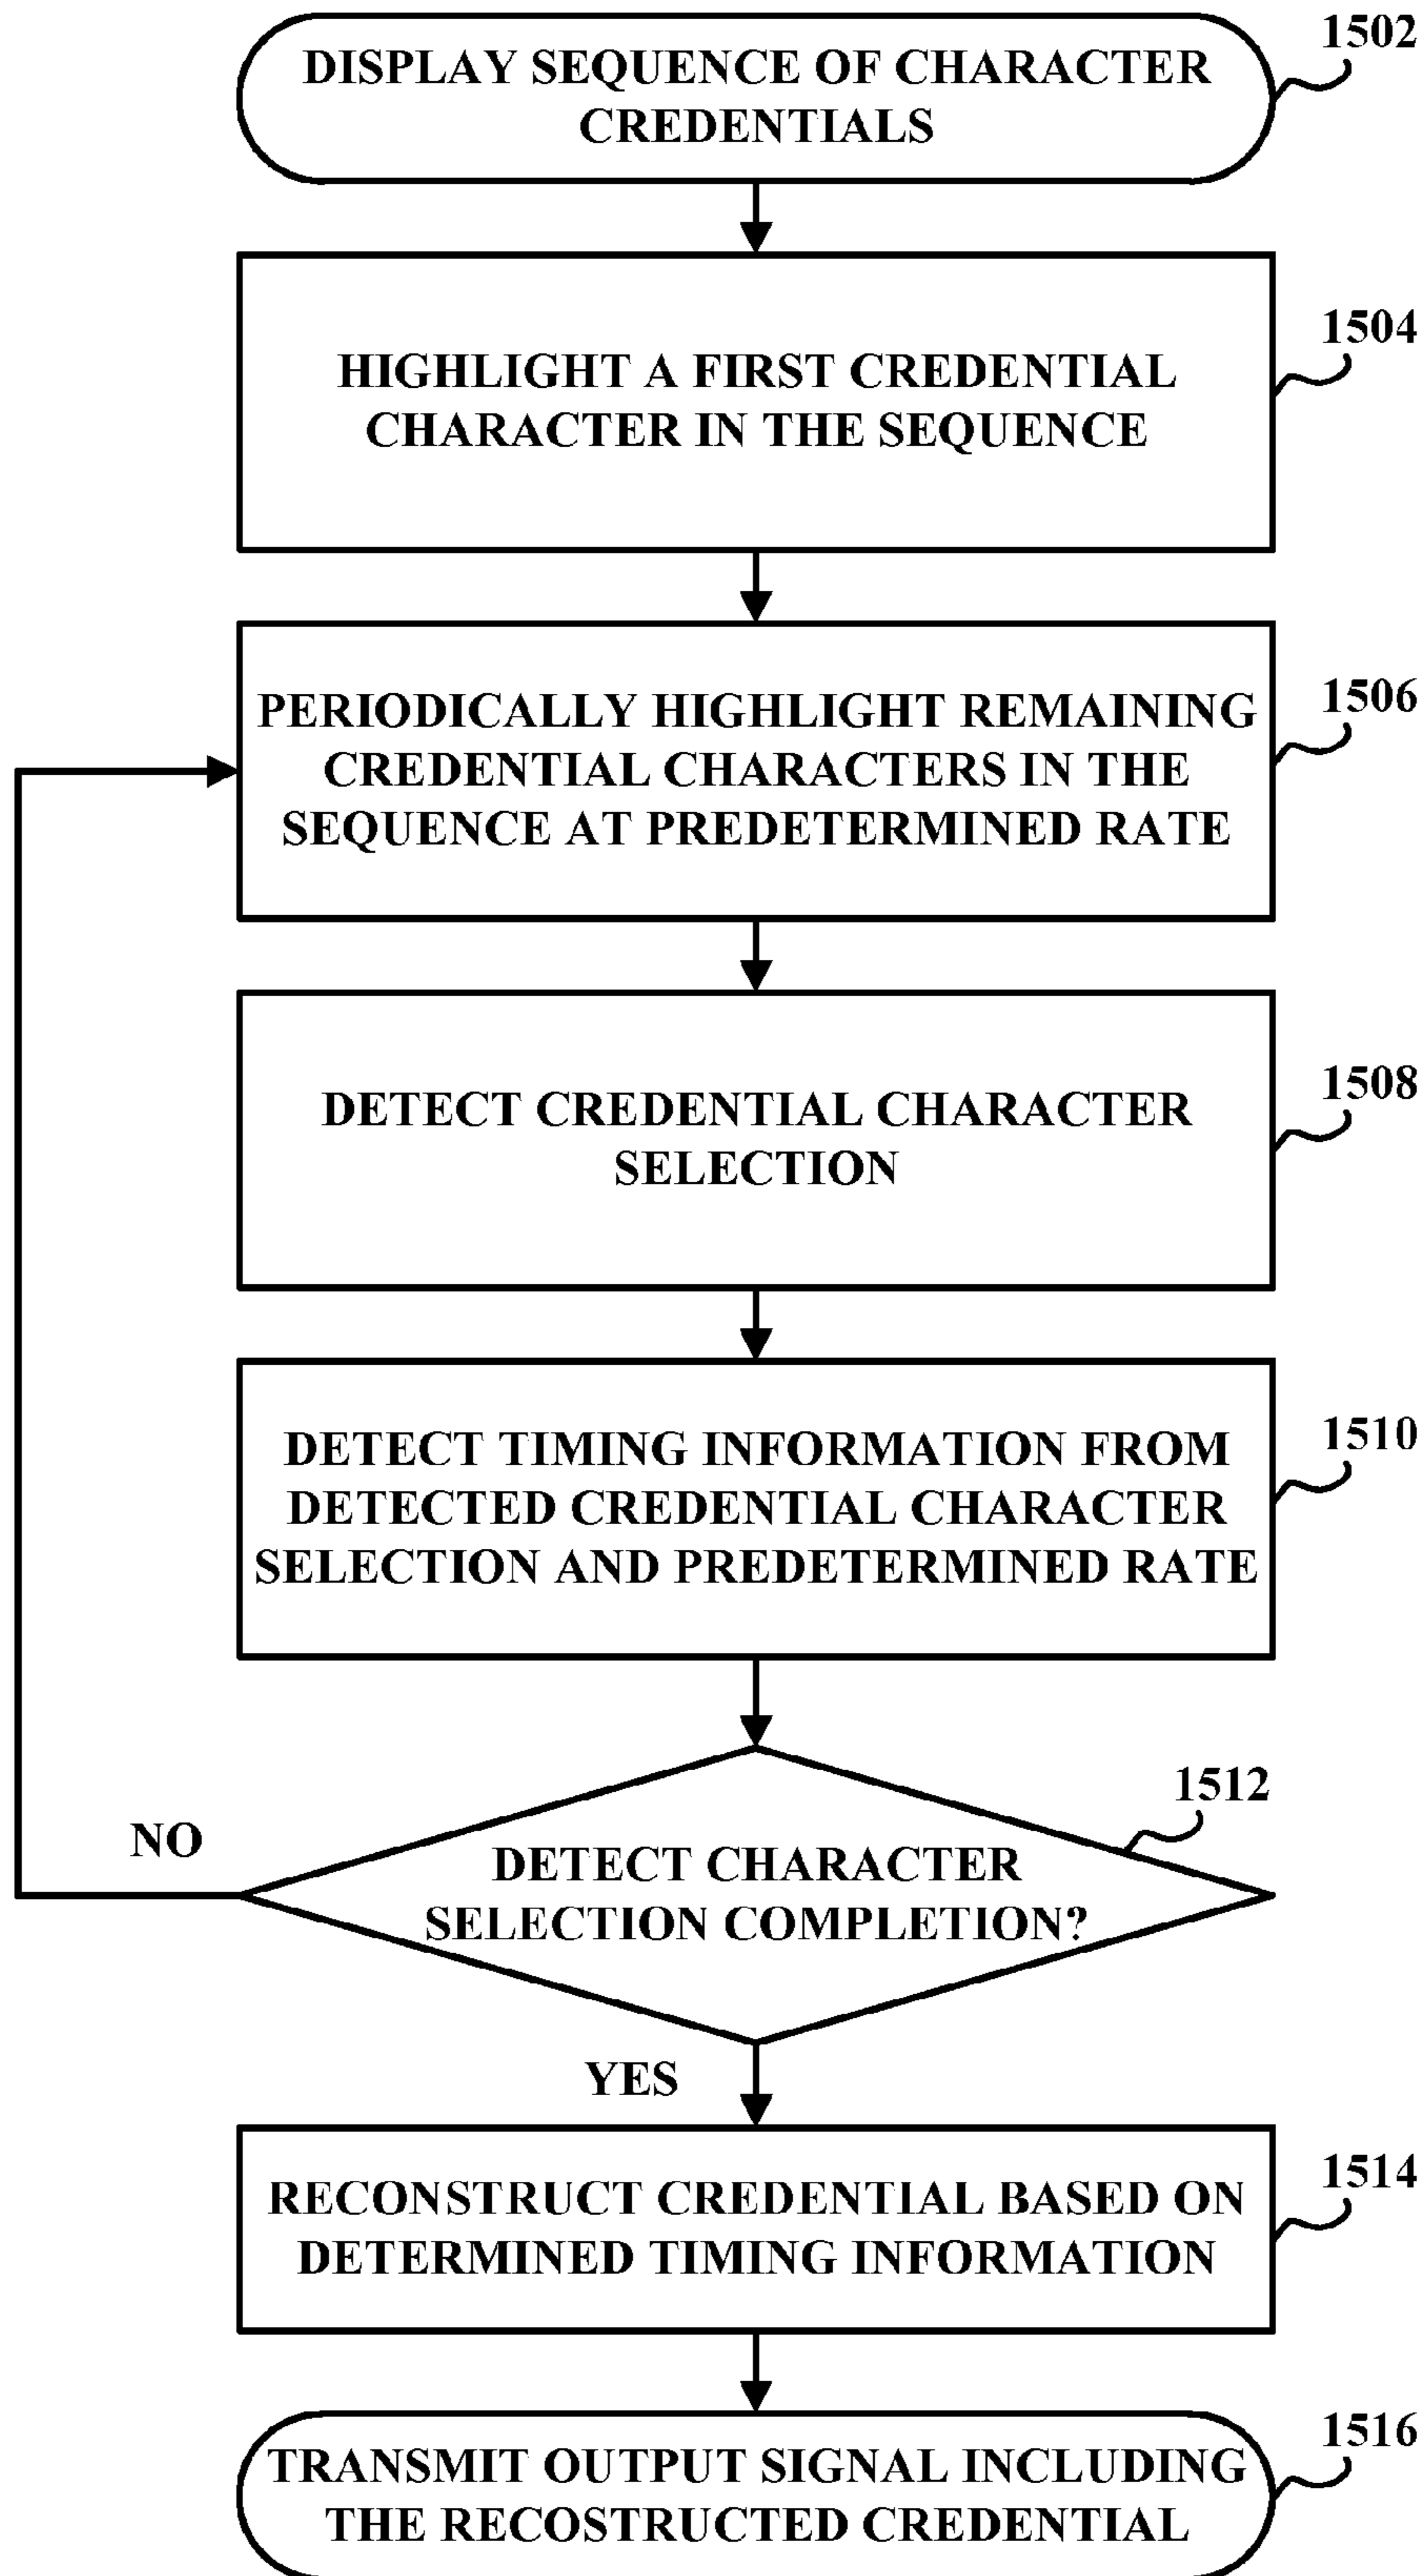 1502
DISPLAY SEQUENCE OF CHARACTER
CREDENTIALS
1504
HIGHLIGHT A FIRST CREDENTIAL
CHARACTER IN THE SEQUENCE
1506
PERIODICALLY HIGHLIGHT REMAINING
CREDENTIAL CHARACTERS IN THE
SEQUENCE AT PREDETERMINED RATE
1508
DETECT CREDENTIAL CHARACTER
SELECTION
1510
DETECT TIMING INFORMATION FROM
DETECTED CREDENTIAL CHARACTER
SELECTION AND PREDETERMINED RATE
1512
NO
DETECT CHARACTER
SELECTION COMPLETION?
YES
1514
RECONSTRUCT CREDENTIAL BASED ON
DETERMINED TIMING INFORMATION
1516
TRANSMIT OUTPUT SIGNAL INCLUDING
THE RECOSTRUCTED CREDENTIAL